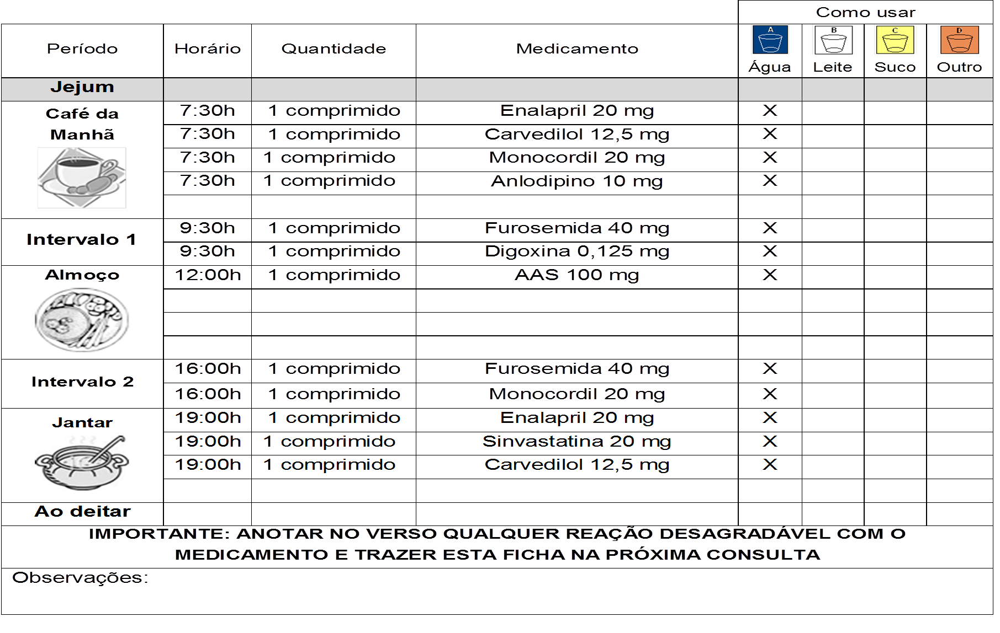 Como usar
Período Horário Quantidade Medicamento A B C D
Água Leite Suco Outro
Jejum
Café da
Manhã
7:30h 1 comprimido Enalapril 20 mg X
7:30h 1 comprimido Carvedilol 12,5 mg X
7:30h 1 comprimido Monocordil 20 mg X
7:30h 1 comprimido Anlodipino 10 mg X
Intervalo 1
9:30h 1 comprimido Furosemida 40 mg X
9:30h 1 comprimido Digoxina 0,125 mg X
Almoço
12:00h 1 comprimido AAS 100 mg X
Intervalo 2
16:00h 1 comprimido Furosemida 40 mg X
16:00h 1 comprimido Monocordil 20 mg X
Jantar
19:00h 1 comprimido Enalapril 20 mg X
19:00h 1 comprimido Sinvastatina 20 mg X
19:00h 1 comprimido Carvedilol 12,5 mg X
Ao deitar
IMPORTANTE: ANOTAR NO VERSO QUALQUER REAÇÃO DESAGRADÁVEL COM O
MEDICAMENTO E TRAZER ESTA FICHA NA PRÓXIMA CONSULTA
Observações: